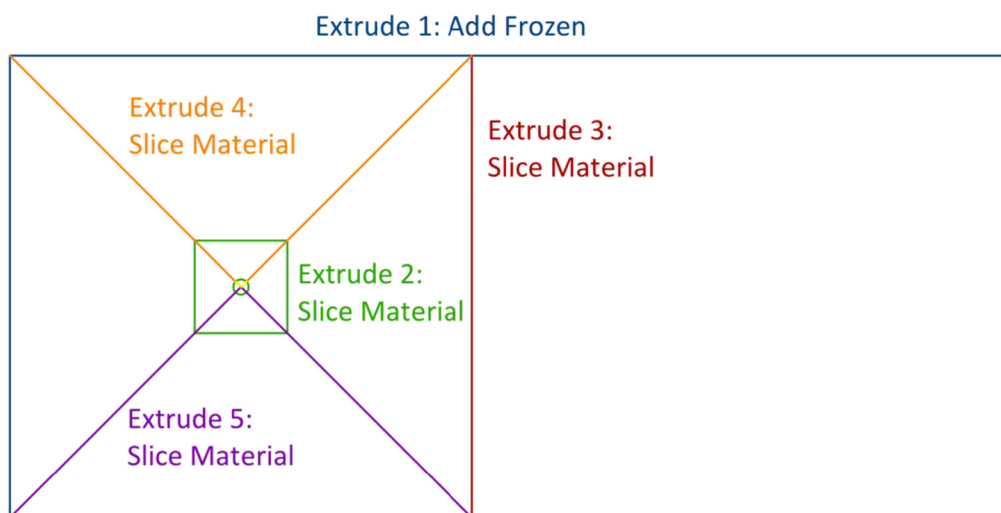 Extrude 1: Add Frozen
Extrude 4:
Slice Material
Extrude 3:
Slice Material
Extrude 2:
Slice Material
Extrude 5:
Slice Material